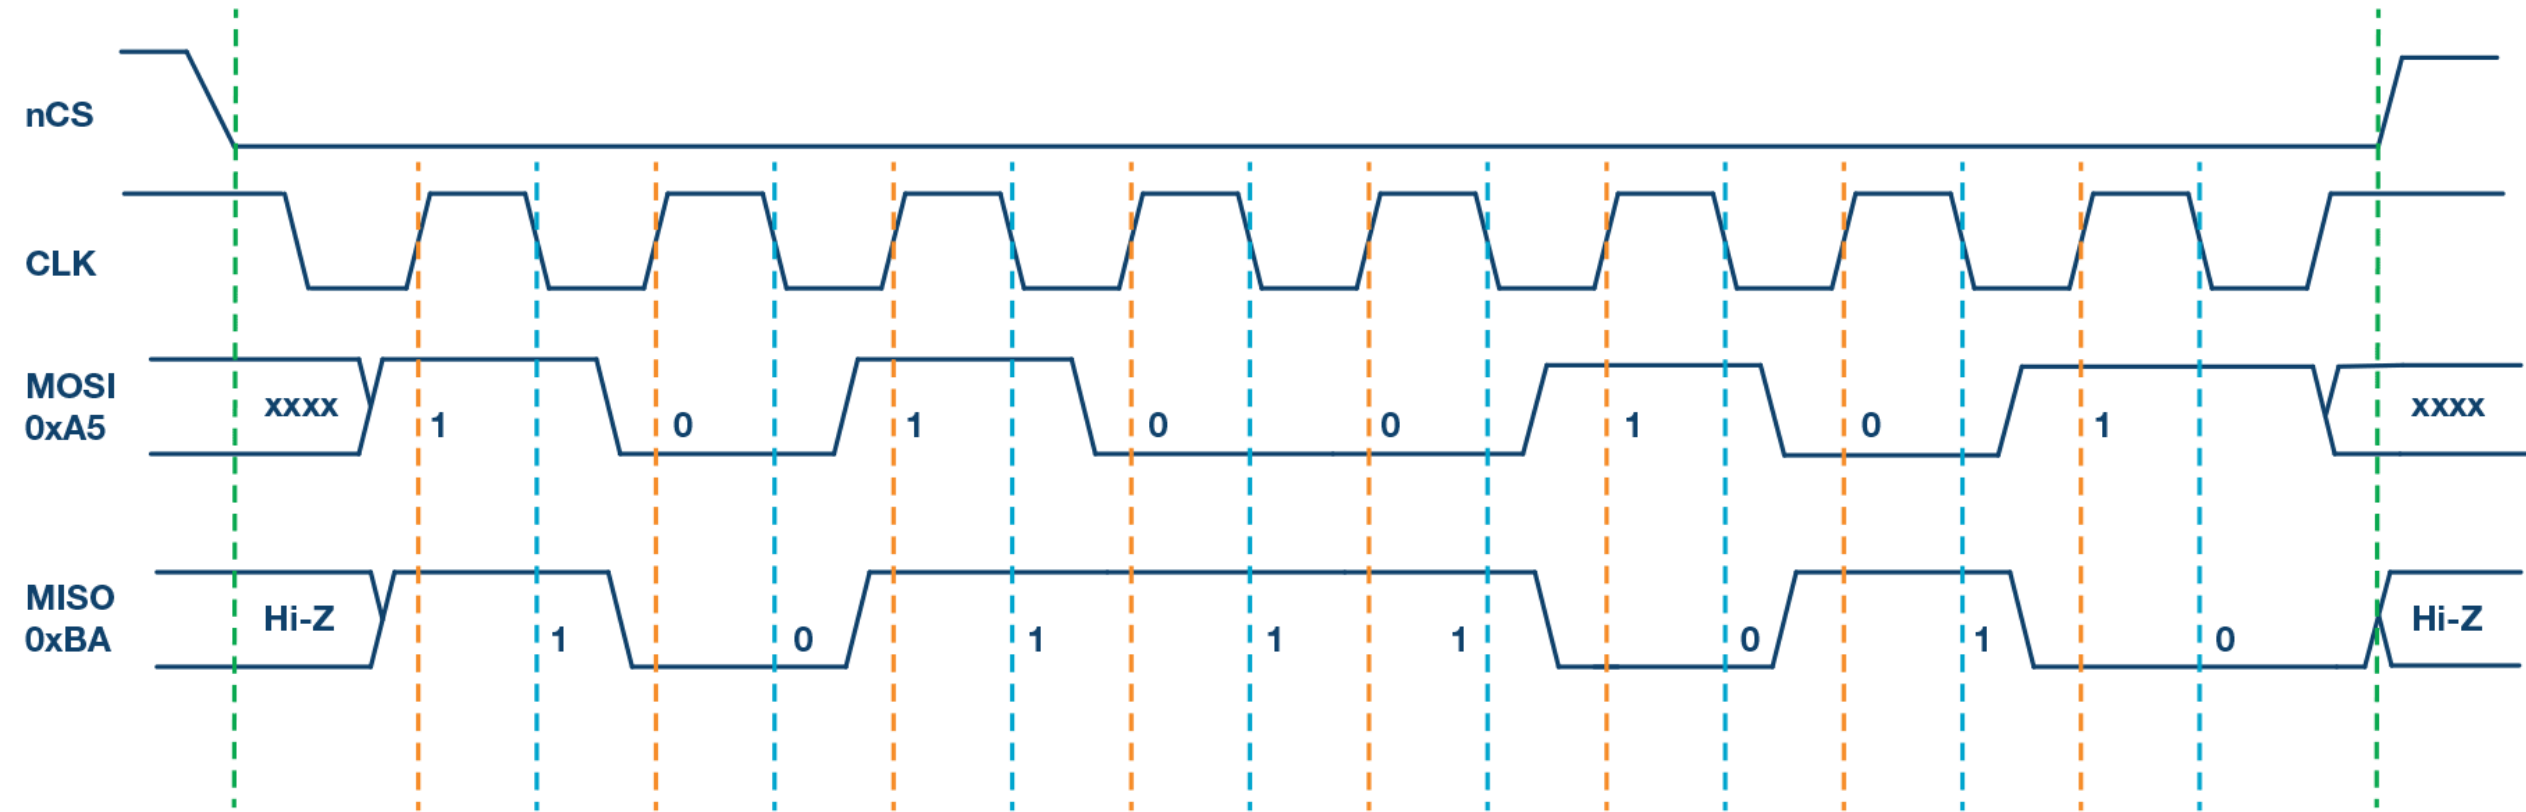 nCS
CLK
MOSI
0xA5
xxxx 1 0 1 0 0 1 0 1 xxxx
MISO
0xBA
Hi-Z 1 0 1 1 1 0 1 0 Hi-Z